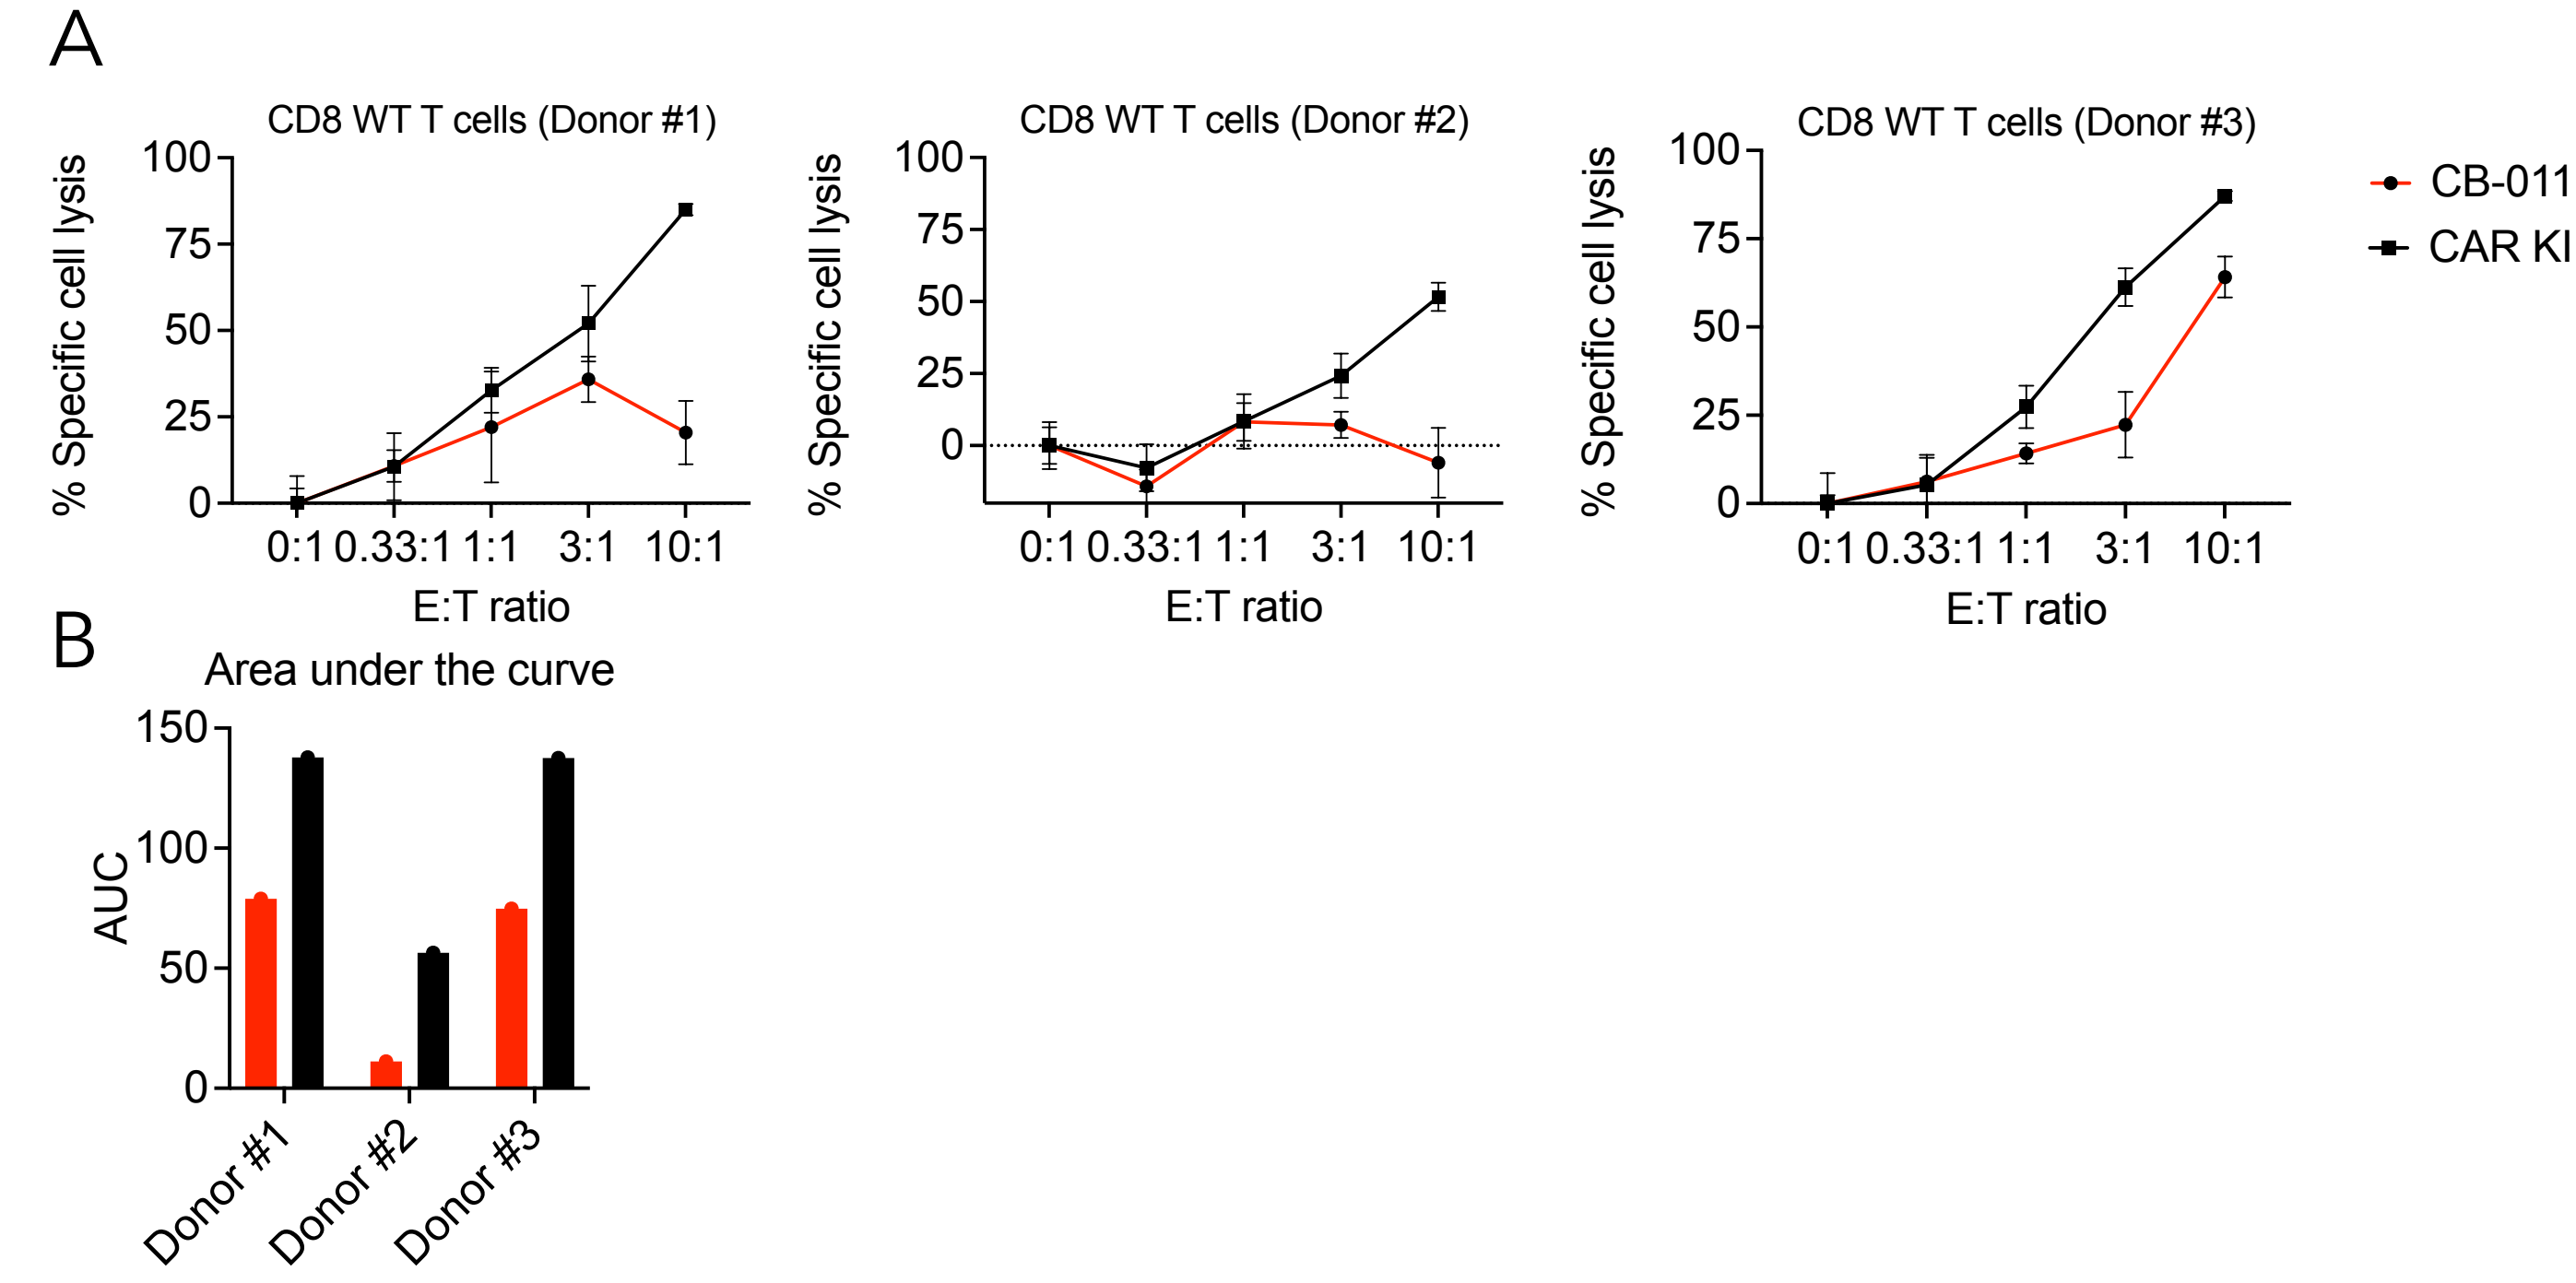 A
CD8 WT T cells (Donor #1)
% Specific cell lysis
100
75
50
25
0
0:1 0.33:1 1:1 3:1 10:1
E:T ratio
CD8 WT T cells (Donor #2)
% Specific cell lysis
100
75
50
25
0
0:1 0.33:1 1:1 3:1 10:1
E:T ratio
CD8 WT T cells (Donor #3)
% Specific cell lysis
100
75
50
25
0
0:1 0.33:1 1:1 3:1 10:1
E:T ratio
CB-011
CAR KI
B
Area under the curve
AUC
150
100
50
0
Donor #1
Donor #2
Donor #3